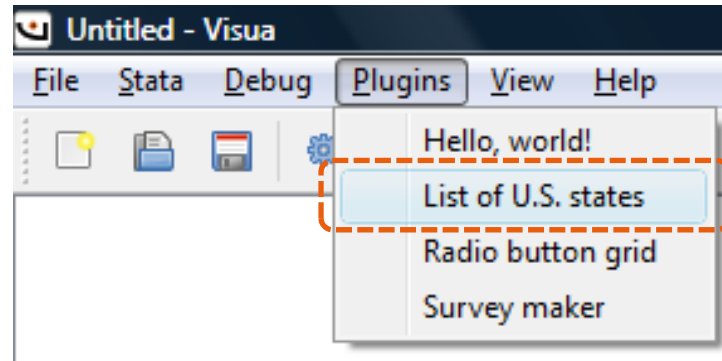 Untitled - Visua
File Stata Debug Plugins View Help
Hello, world!
List of U.S. states
Radio button grid
Survey maker